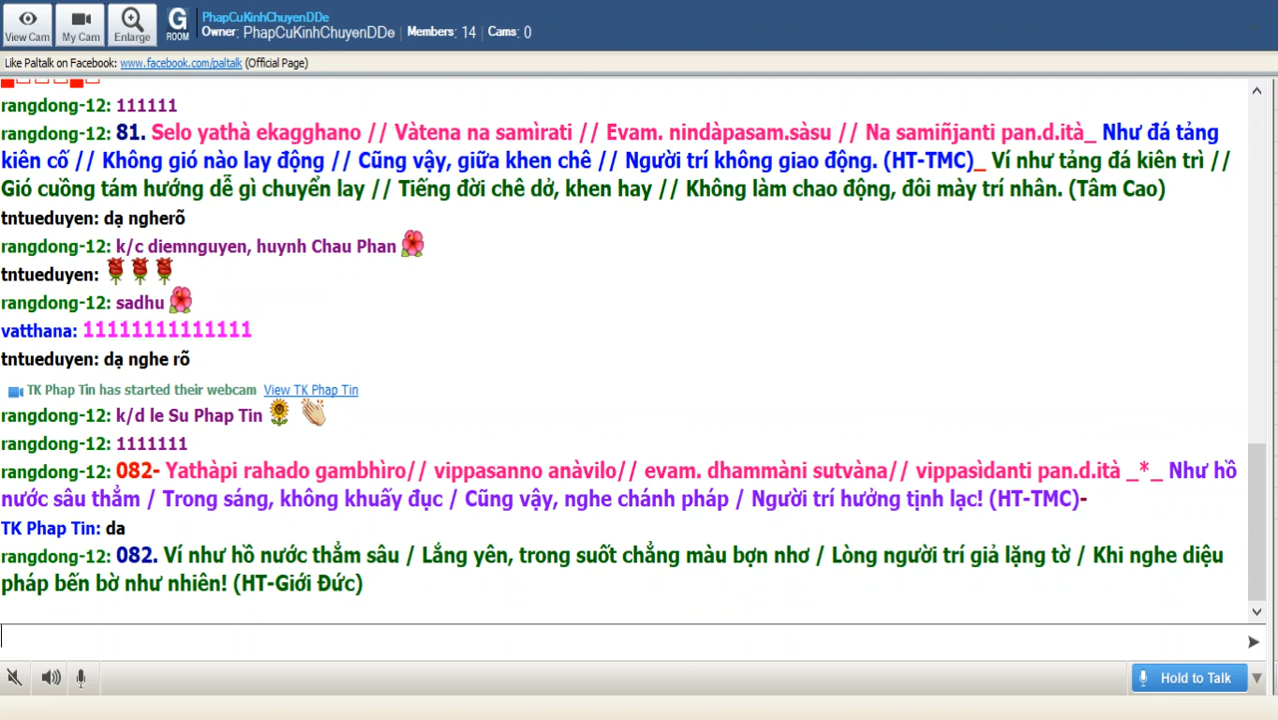 View Cam
My Cam
Enlarge
G
ROOM
PhapCuKinhChuyenDDe
Owner: PhapCuKinhChuyenDDe Members: 14 Cams: 0
Like Paltalk on Facebook: www.facebook.com/paltalk (Official Page)
rangdong-12: 111111
rangdong-12: 81. Selo yathà ekagghano // Vàtena na samìrati // Evam. nindàpasam.sàsu // Na samiñjanti pan.d.ità_ Như đá tảng
kiên cố // Không gió nào lay động // Cũng vậy, giữa khen chê // Người trí không giao động. (HT-TMC)_ Ví như tảng đá kiên trì //
Gió cuồng tám hướng dễ gì chuyển lay // Tiếng đời chê dở, khen hay // Không làm chao động, đôi mày trí nhân. (Tâm Cao)
tntueduyen: dạ ngherõ
rangdong-12: k/c diemnguyen, huynh Chau Phan
tntueduyen:
rangdong-12: sadhu
vatthana: 11111111111111
tntueduyen: dạ nghe rõ
TK Phap Tin has started their webcam View TK Phap Tin
rangdong-12: k/d le Su Phap Tin
rangdong-12: 1111111
rangdong-12: 082- Yathàpi rahado gambhìro// vippasanno anàvilo// evam. dhammàni sutvàna// vippasìdanti pan.d.ità _*_ Như hồ
nước sâu thẳm / Trong sáng, không khuấy đục / Cũng vậy, nghe chánh pháp / Người trí hưởng tịnh lạc! (HT-TMC)-
TK Phap Tin: da
rangdong-12: 082. Ví như hồ nước thẳm sâu / Lắng yên, trong suốt chẳng màu bợn nhơ / Lòng người trí giả lặng tờ / Khi nghe diệu
pháp bến bờ như nhiên! (HT-Giới Đức)
Hold to Talk